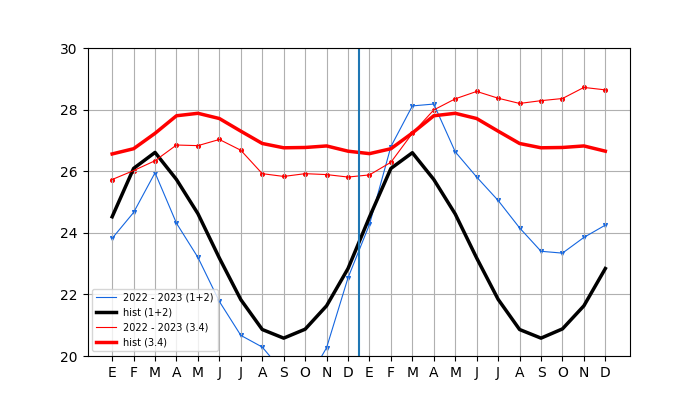 30
28
26
24
22
20
2022 - 2023 (1+2)
hist (1+2)
2022 - 2023 (3.4)
hist (3.4)
E F M A M J J A S O N D E F M A M J J A S O N D